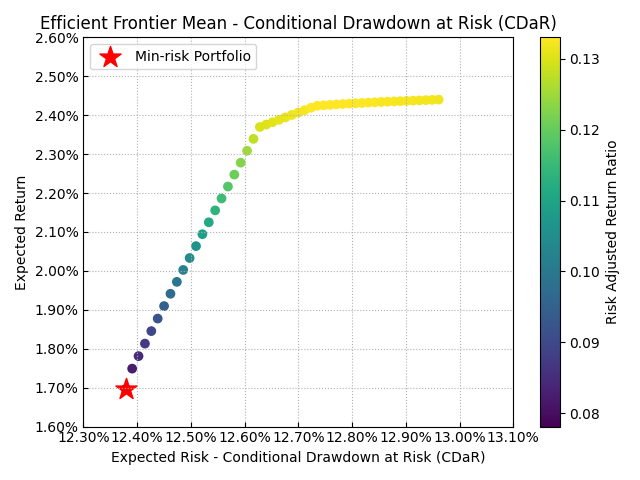 Efficient Frontier Mean - Conditional Drawdown at Risk (CDaR)
Min-risk Portfolio
2.60%
2.50%
2.40%
2.30%
2.20%
2.10%
2.00%
1.90%
1.80%
1.70%
1.60%
Expected Return
12.30% 12.40% 12.50% 12.60% 12.70% 12.80% 12.90% 13.00% 13.10%
Expected Risk - Conditional Drawdown at Risk (CDaR)
0.13
0.12
0.11
0.10
0.09
0.08
Risk Adjusted Return Ratio